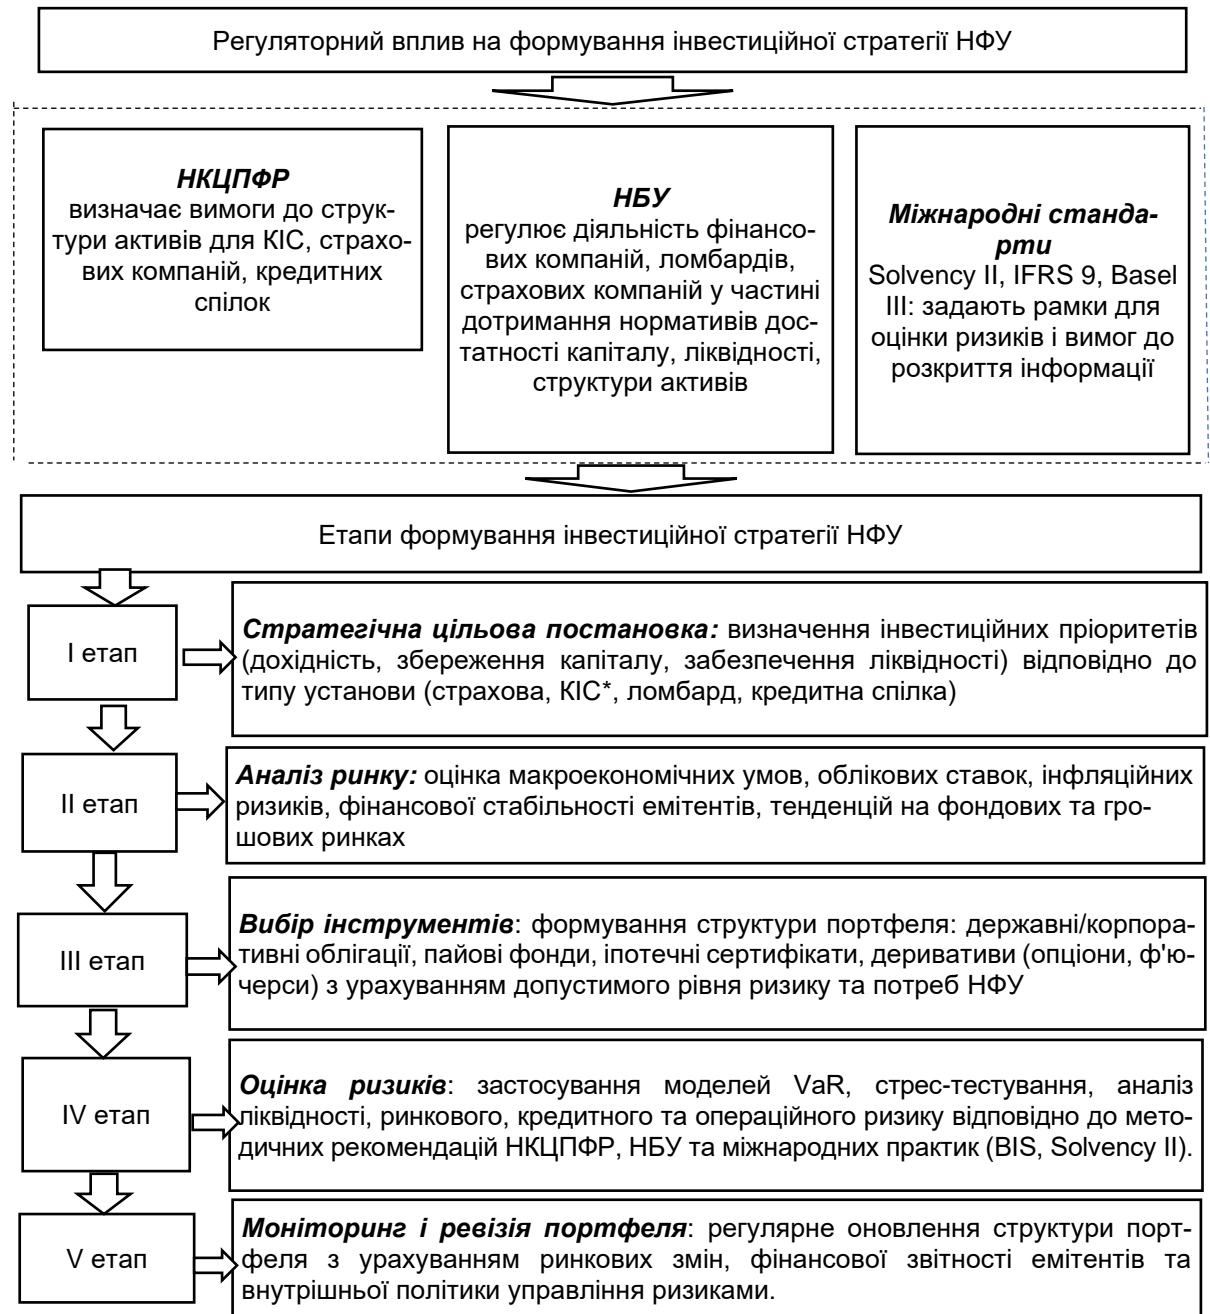 Регуляторний вплив на формування інвестиційної стратегії НФУ
НКЦПФР
визначає вимоги до струк-
тури активів для КІС, страхо-
вих компаній, кредитних
спілок
НБУ
регулює діяльність фінансо-
вих компаній, ломбардів,
страхових компаній у частині
дотримання нормативів дос-
татності капіталу, ліквідності,
структури активів
Міжнародні станда-
рти
Solvency II, IFRS 9, Basel
III: задають рамки для
оцінки ризиків і вимог до
розкриття інформації
Етапи формування інвестиційної стратегії НФУ
I етап
Стратегічна цільова постановка: визначення інвестиційних пріоритетів
(дохідність, збереження капіталу, забезпечення ліквідності) відповідно до
типу установи (страхова, КІС*, ломбард, кредитна спілка)
II етап
Аналіз ринку: оцінка макроекономічних умов, облікових ставок, інфляційних
ризиків, фінансової стабільності емітентів, тенденцій на фондових та гро-
шових ринках
III етап
Вибір інструментів: формування структури портфеля: державні/корпора-
тивні облігації, пайові фонди, іпотечні сертифікати, деривативи (опціони, ф'ю-
черси) з урахуванням допустимого рівня ризику та потреб НФУ
IV етап
Оцінка ризиків: застосування моделей VaR, стрес-тестування, аналіз
ліквідності, ринкового, кредитного та операційного ризику відповідно до мето-
дичних рекомендацій НКЦПФР, НБУ та міжнародних практик (BIS, Solvency II).
V етап
Моніторинг і ревізія портфеля: регулярне оновлення структури порт-
феля з урахуванням ринкових змін, фінансової звітності емітентів та
внутрішньої політики управління ризиками.